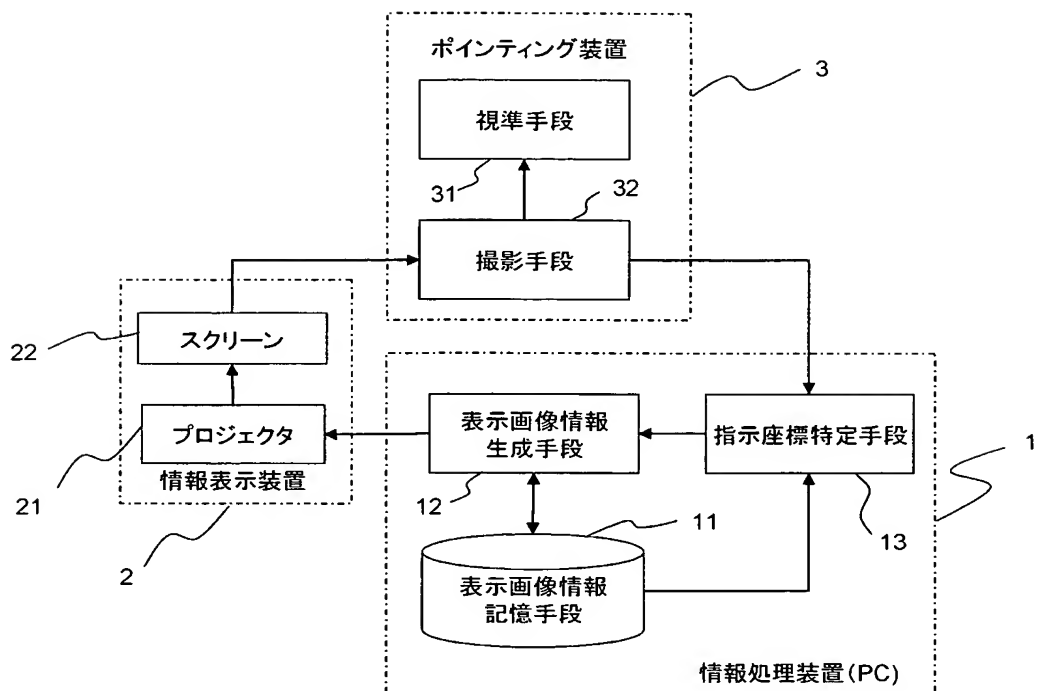 ポインティング装置
3
視準手段
31
32
撮影手段
22
スクリーン
21
プロジェクタ
情報表示装置
2
表示画像情報
生成手段
12
指示座標特定手段
13
1
11
表示画像情報
記憶手段
情報処理装置(PC)